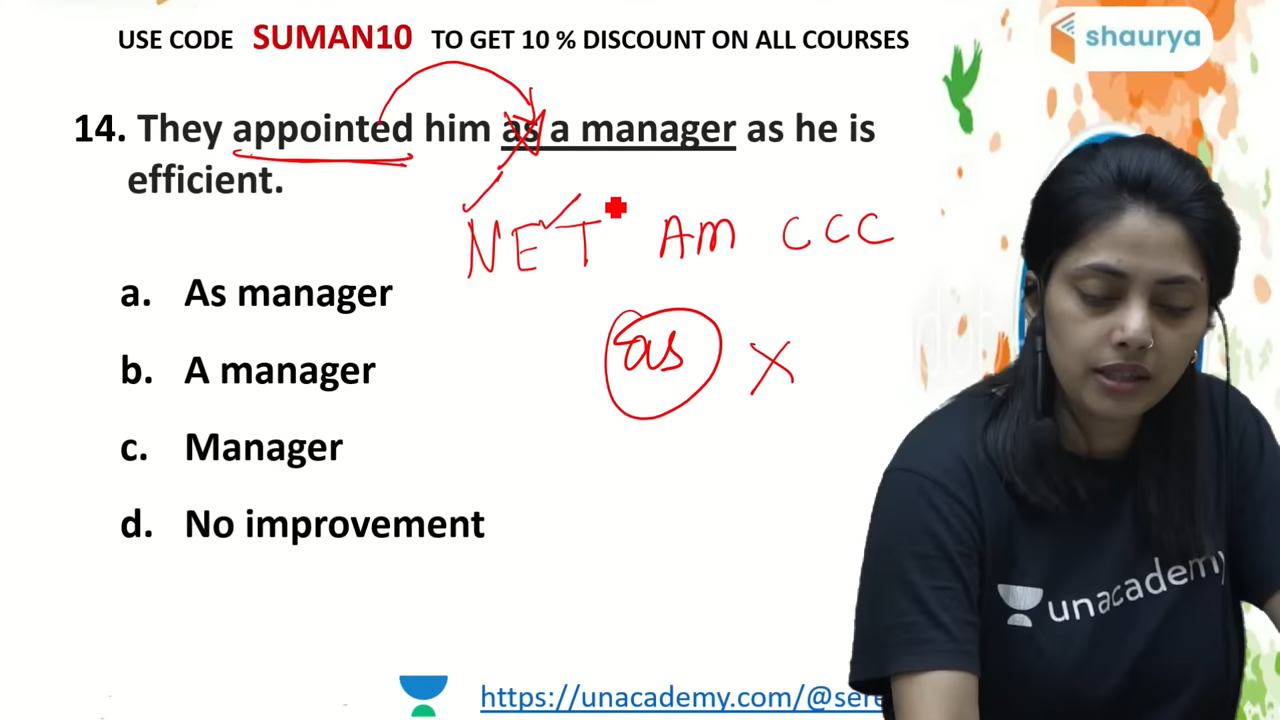 USE CODE SUMAN10 TO GET 10 % DISCOUNT ON ALL COURSES
shaurya
14. They appointed him as a manager as he is
efficient.
NET AM CCC
a. As manager
as X
b. A manager
c. Manager
d. No improvement
unacademy
https://unacademy.com/@sere